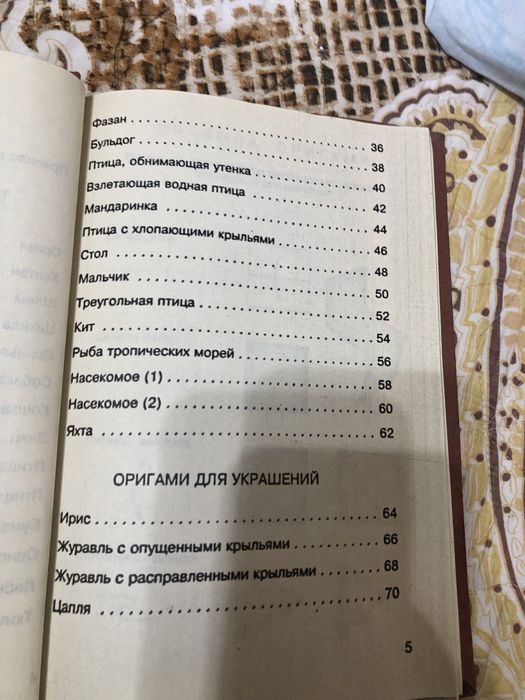 Фазан . . . . . . . . . . . . . . . . . . . . . . . . 36
Бульдог . . . . . . . . . . . . . . . . . . . . . . . 38
Птица, обнимающая утенка . . . . . . . . . . . 40
Взлетающая водная птица . . . . . . . . . . . . 42
Мандаринка . . . . . . . . . . . . . . . . . . . . 44
Птица с хлопающими крыльями . . . . . . . . . 46
Стол . . . . . . . . . . . . . . . . . . . . . . . . . 48
Мальчик . . . . . . . . . . . . . . . . . . . . . . . 50
Треугольная птица . . . . . . . . . . . . . . . . . 52
Кит . . . . . . . . . . . . . . . . . . . . . . . . . . 54
Рыба тропических морей . . . . . . . . . . . . . 56
Насекомое (1) . . . . . . . . . . . . . . . . . . . . 58
Насекомое (2) . . . . . . . . . . . . . . . . . . . . 60
Яхта . . . . . . . . . . . . . . . . . . . . . . . . . . 62
ОРИГАМИ ДЛЯ УКРАШЕНИЙ
Ирис . . . . . . . . . . . . . . . . . . . . . . . . . . 64
Журавль с опущенными крыльями . . . . . . . . 66
Журавль с расправленными крыльями . . . . . . 68
Цапля . . . . . . . . . . . . . . . . . . . . . . . . . 70
5